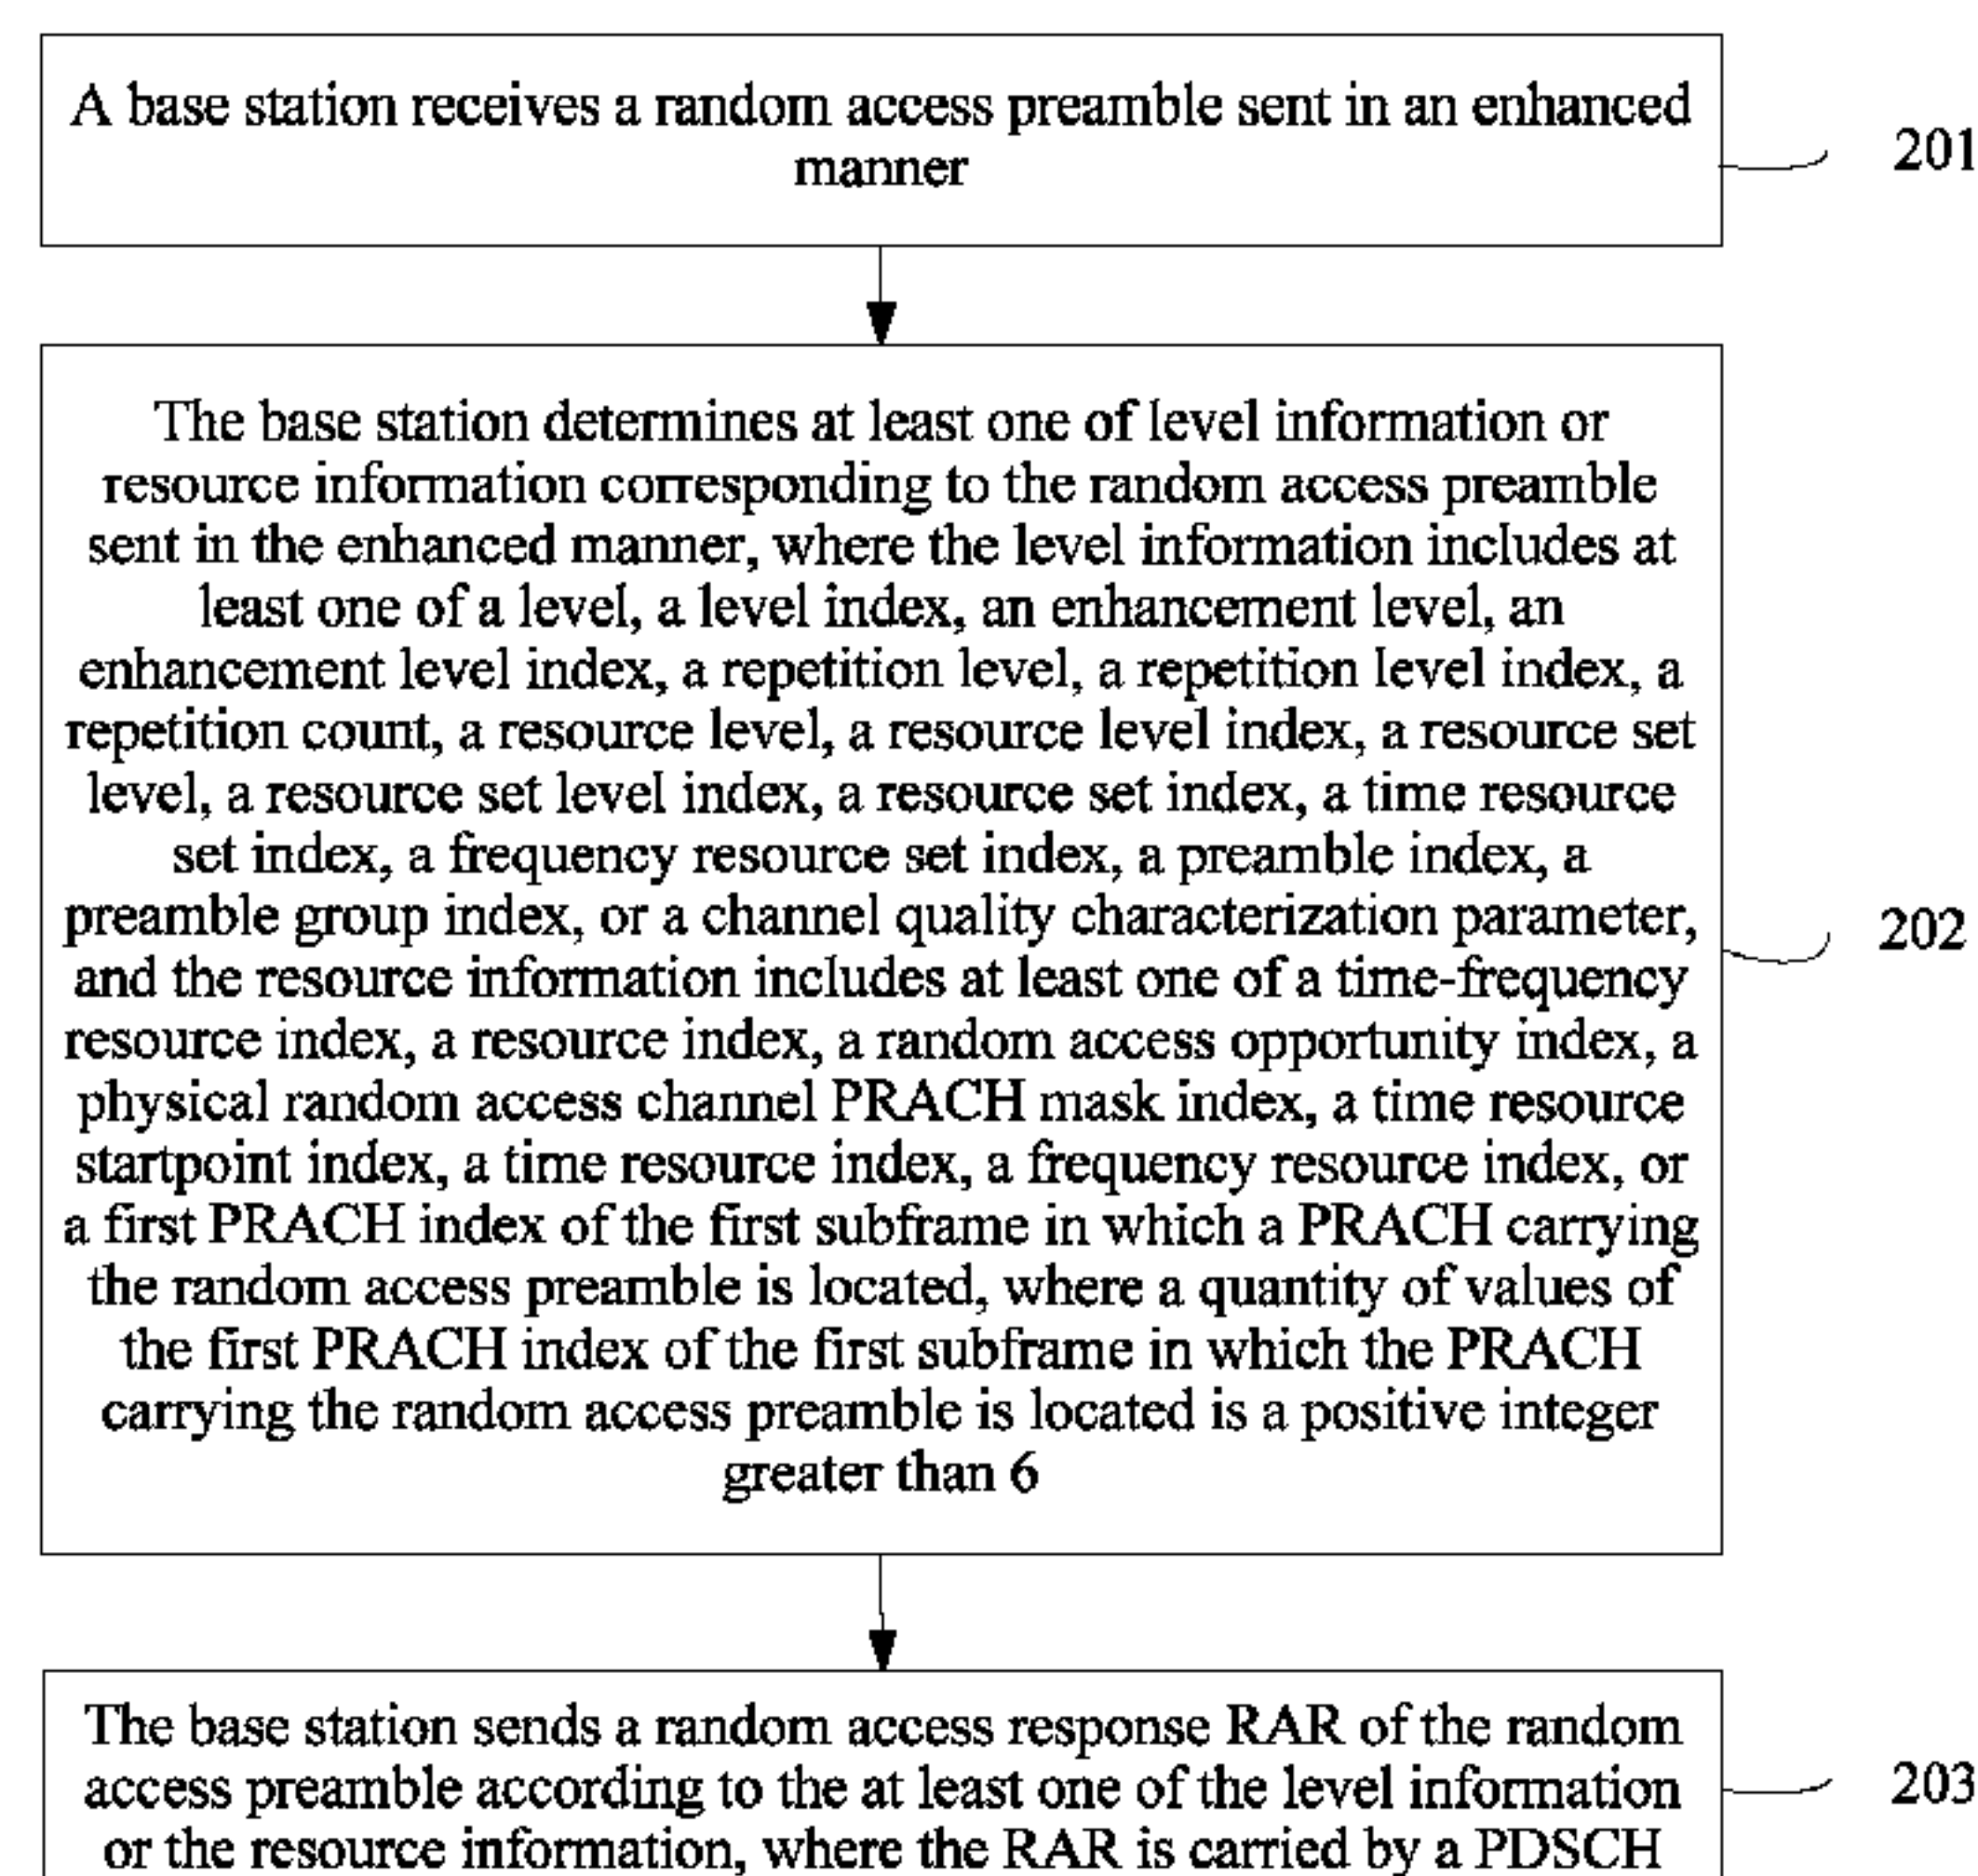 A base station receives a random access preamble sent in an enhanced
manner
201
The base station determines at least one of level information or
resource information corresponding to the random access preamble
sent in the enhanced manner, where the level information includes at
least one of a level, a level index, an enhancement level, an
enhancement level index, a repetition level, a repetition level index, a
repetition count, a resource level, a resource level index, a resource set
level, a resource set level index, a resource set index, a time resource
set index, a frequency resource set index, a preamble index, a
preamble group index, or a channel quality characterization parameter,
and the resource information includes at least one of a time-frequency
resource index, a resource index, a random access opportunity index, a
physical random access channel PRACH mask index, a time resource
startpoint index, a time resource index, a frequency resource index, or
a first PRACH index of the first subframe in which a PRACH carrying
the random access preamble is located, where a quantity of values of
the first PRACH index of the first subframe in which the PRACH
carrying the random access preamble is located is a positive integer
greater than 6
202
The base station sends a random access response RAR of the random
access preamble according to the at least one of the level information
or the resource information, where the RAR is carried by a PDSCH
203